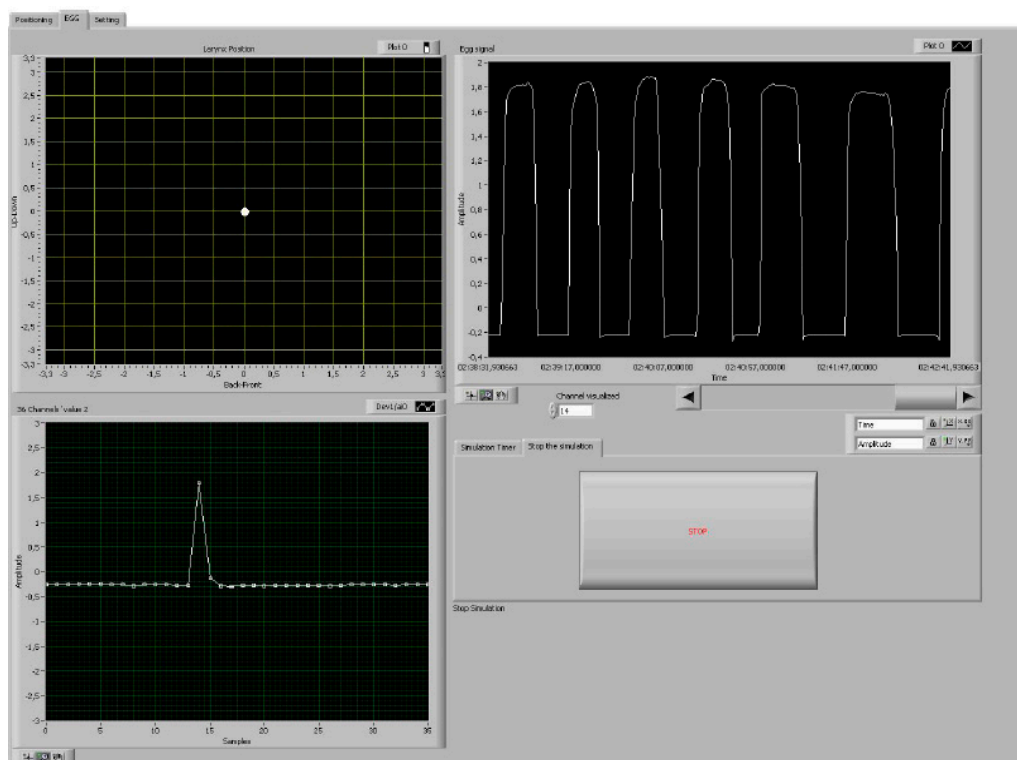 Positioning EGG Setting
Larynx Position Plot 0
3,3
3
2,5
2
1,5
1
0,5
0
-0,5
-1
-1,5
-2
-2,5
-3
-3,3
Up-Down
-3,3 -3 -2,5 -2 -1,5 -1 -0,5 0 0,5 1 1,5 2 2,5 3 3,3
Back-Front
Egg signal Plot 0
2
1,8
1,6
1,4
1,2
1
0,8
0,6
0,4
0,2
0
-0,2
-0,4
Amplitude
02:38:31,930663 02:39:17,000000 02:40:07,000000 02:40:57,000000 02:41:47,000000 02:42:41,930663
Time
Channel visualized
14
Time
Amplitude
36 Channels 'value 2 Dev1/ai0
3
2,5
2
1,5
1
0,5
0
-0,5
-1
-1,5
-2
-2,5
-3
Amplitude
0 5 10 15 20 25 30 35
Samples
Simulation Timer Stop the simulation
STOP
Stop Simulation